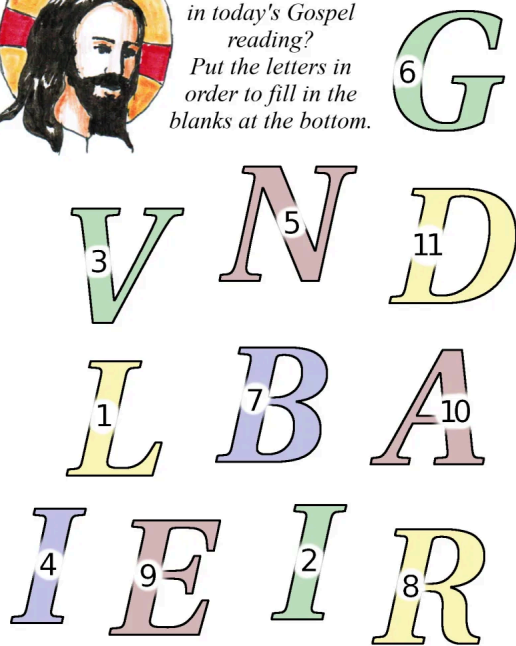 in today's Gospel
reading?
Put the letters in
order to fill in the
blanks at the bottom.
6 G
3 V
5 N
11 D
1 L
7 B
10 A
4 I
9 E
2 I
8 R